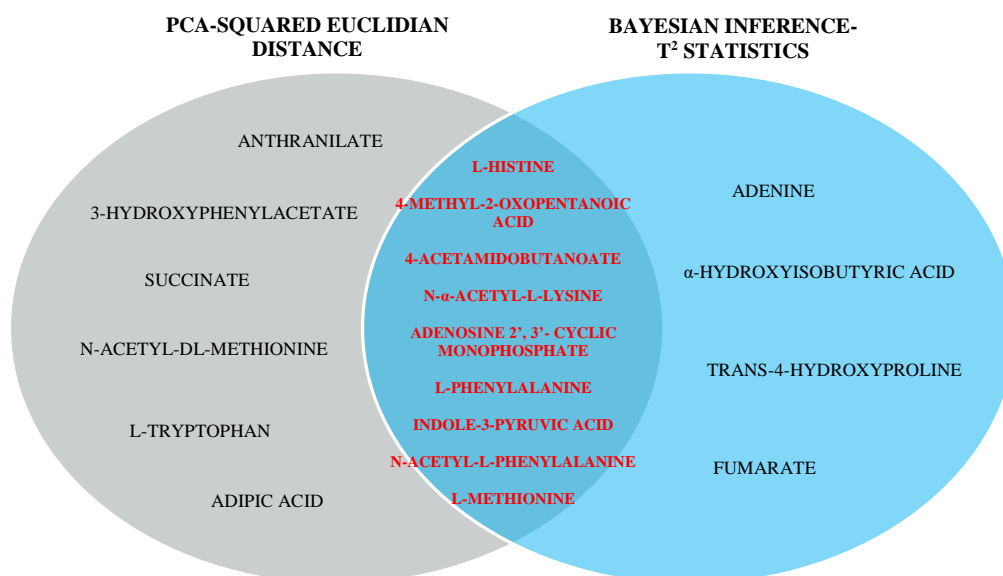 PCA-SQUARED EUCLIDIAN
DISTANCE
BAYESIAN INFERENCE-
T² STATISTICS
ANTHRANILATE
3-HYDROXYPHENYLACETATE
SUCCINATE
N-ACETYL-DL-METHIONINE
L-TRYPTOPHAN
ADIPIC ACID
L-HISTINE
4-METHYL-2-OXOPENTANOIC
ACID
4-ACETAMIDOBUTANOATE
N-α-ACETYL-L-LYSINE
ADENOSINE 2’, 3’- CYCLIC
MONOPHOSPHATE
L-PHENYLALANINE
INDOLE-3-PYRUVIC ACID
N-ACETYL-L-PHENYLALANINE
L-METHIONINE
ADENINE
α-HYDROXYISOBUTYRIC ACID
TRANS-4-HYDROXYPROLINE
FUMARATE